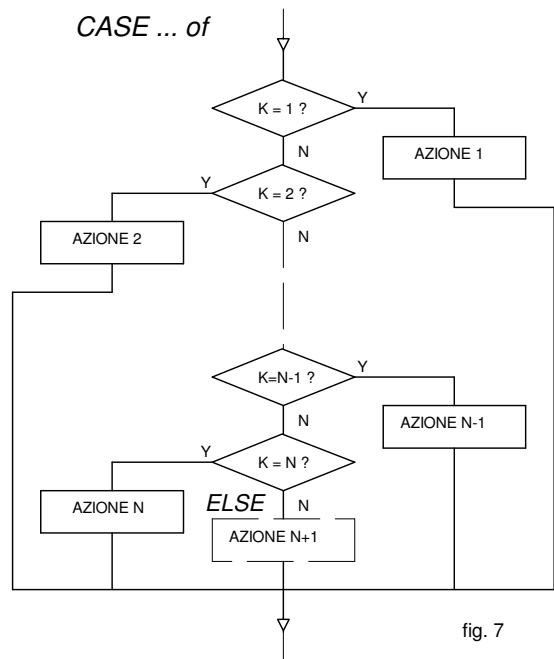 CASE ... of
K = 1 ?
Y
AZIONE 1
N
Y
K = 2 ?
AZIONE 2
N
K=N-1 ?
Y
AZIONE N-1
N
Y
K = N ?
AZIONE N
ELSE
N
AZIONE N+1
fig. 7